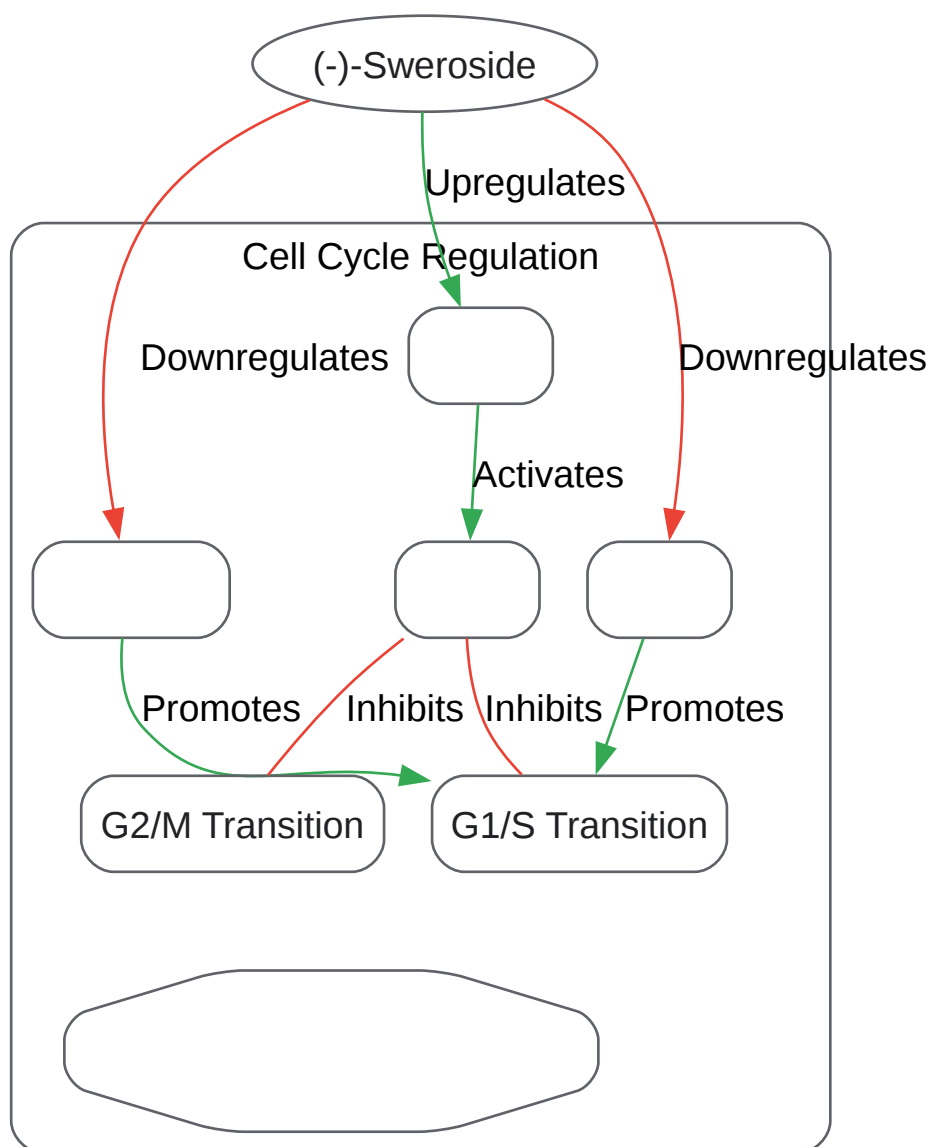 (-)-Sweroside
Upregulates
Cell Cycle Regulation
Downregulates
Downregulates
Activates
Promotes
Inhibits
Inhibits
Promotes
G2/M Transition
G1/S Transition